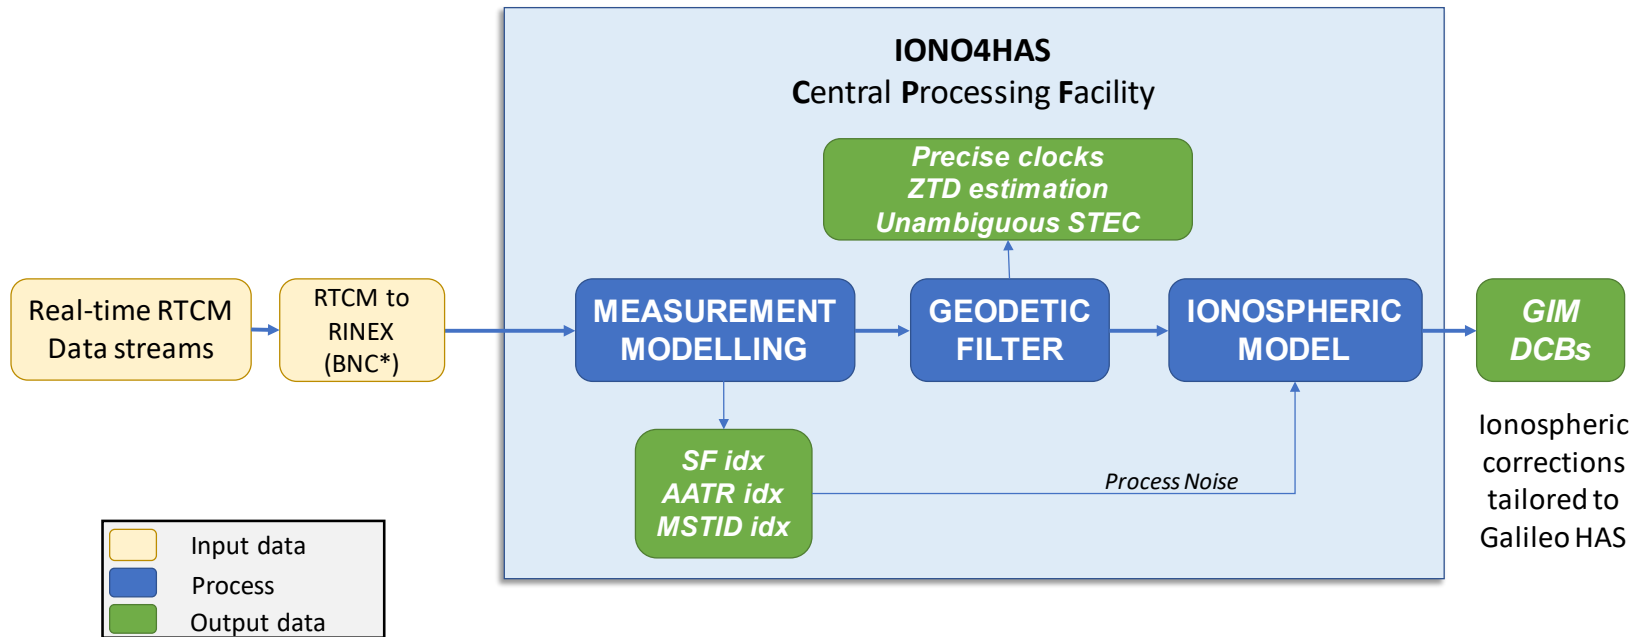 IONO4HAS
Central Processing Facility
Precise clocks
ZTD estimation
Unambiguous STEC
Real-time RTCM
Data streams
RTCM to
RINEX
(BNC*)
MEASUREMENT
MODELLING
GEODETIC
FILTER
IONOSPHERIC
MODEL
GIM
DCBs
SF idx
AATR idx
MSTID idx
Process Noise
Ionospheric
corrections
tailored to
Galileo HAS
Input data
Process
Output data